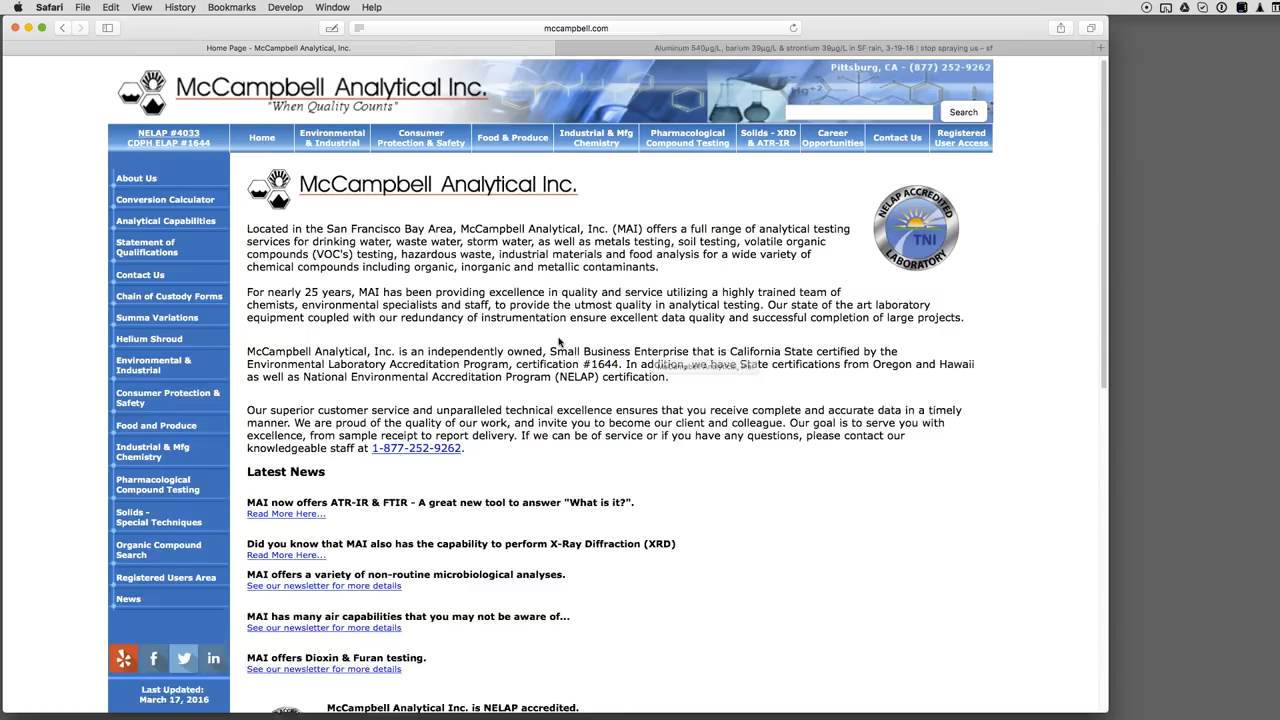 Safari File Edit View History Bookmarks Develop Window Help
mccampbell.com
Home Page - McCampbell Analytical, Inc.
Aluminum 540µg/L, barium 39µg/L & strontium 39µg/L in SF rain, 3-19-16 | stop spraying us – sf
McCampbell Analytical Inc.
"When Quality Counts"
Pittsburg, CA - (877) 252-9262
Search
NELAP #4033
CDPH ELAP #1644
Home
Environmental
& Industrial
Consumer
Protection & Safety
Food & Produce
Industrial & Mfg
Chemistry
Pharmacological
Compound Testing
Solids - XRD
& ATR-IR
Career
Opportunities
Contact Us
Registered
User Access
About Us
Conversion Calculator
Analytical Capabilities
Statement of
Qualifications
Contact Us
Chain of Custody Forms
Summa Variations
Helium Shroud
Environmental &
Industrial
Consumer Protection &
Safety
Food and Produce
Industrial & Mfg
Chemistry
Pharmacological
Compound Testing
Solids -
Special Techniques
Organic Compound
Search
Registered Users Area
News
Last Updated:
March 17, 2016
McCampbell Analytical Inc.
NELAP ACCREDITED
TNI
LABORATORY
Located in the San Francisco Bay Area, McCampbell Analytical, Inc. (MAI) offers a full range of analytical testing
services for drinking water, waste water, storm water, as well as metals testing, soil testing, volatile organic
compounds (VOC's) testing, hazardous waste, industrial materials and food analysis for a wide variety of
chemical compounds including organic, inorganic and metallic contaminants.
For nearly 25 years, MAI has been providing excellence in quality and service utilizing a highly trained team of
chemists, environmental specialists and staff, to provide the utmost quality in analytical testing. Our state of the art laboratory
equipment coupled with our redundancy of instrumentation ensure excellent data quality and successful completion of large projects.
McCampbell Analytical, Inc. is an independently owned, Small Business Enterprise that is California State certified by the
Environmental Laboratory Accreditation Program, certification #1644. In addition, we have State certifications from Oregon and Hawaii
as well as National Environmental Accreditation Program (NELAP) certification.
Our superior customer service and unparalleled technical excellence ensures that you receive complete and accurate data in a timely
manner. We are proud of the quality of our work, and invite you to become our client and colleague. Our goal is to serve you with
excellence, from sample receipt to report delivery. If we can be of service or if you have any questions, please contact our
knowledgeable staff at 1-877-252-9262.
Latest News
MAI now offers ATR-IR & FTIR - A great new tool to answer "What is it?".
Read More Here...
Did you know that MAI also has the capability to perform X-Ray Diffraction (XRD)
Read More Here...
MAI offers a variety of non-routine microbiological analyses.
See our newsletter for more details
MAI has many air capabilities that you may not be aware of...
See our newsletter for more details
MAI offers Dioxin & Furan testing.
See our newsletter for more details
McCampbell Analytical Inc. is NELAP accredited.